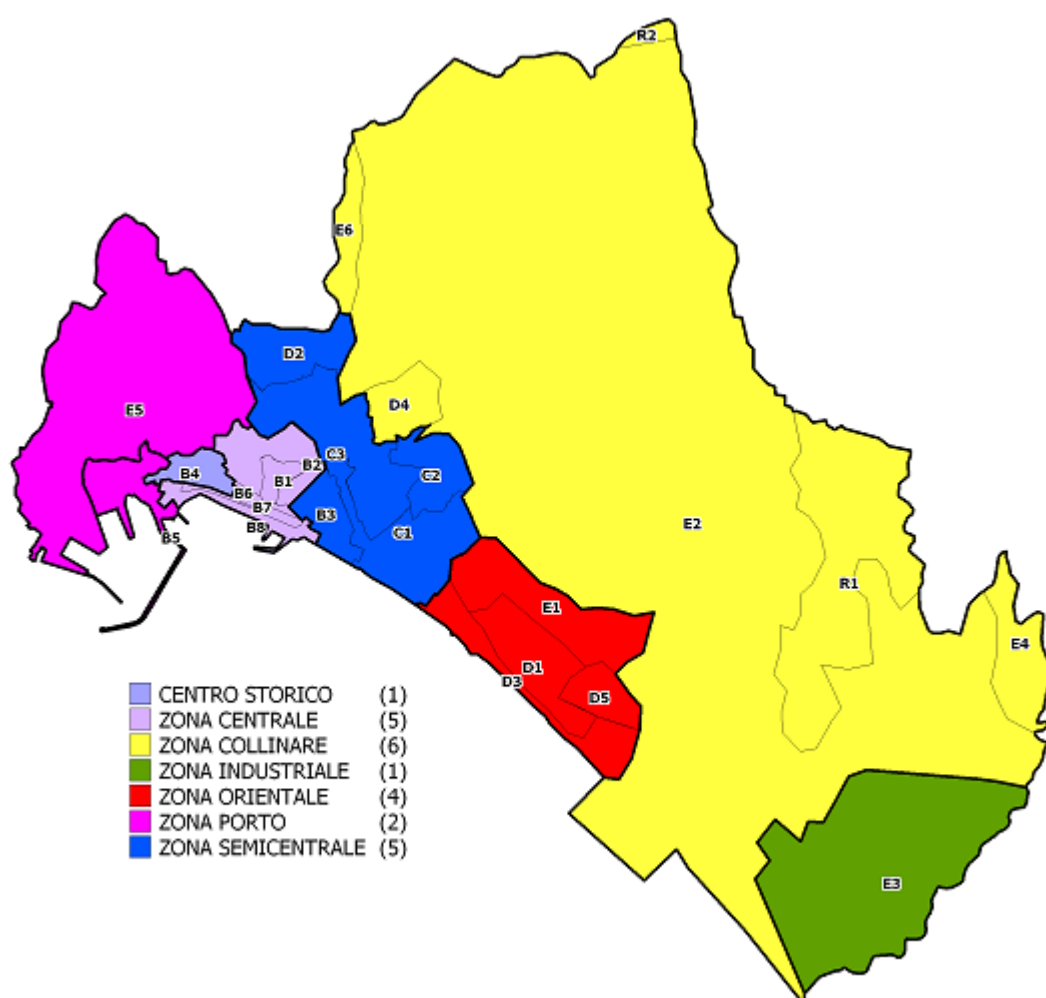 R2
E6
D2
D4
E5
C3
B2
B4
B1
C2
B6
B7
B3
B8
B5
C1
E2
R1
E1
E4
D1
D3
D5
CENTRO STORICO (1)
ZONA CENTRALE (5)
ZONA COLLINARE (6)
ZONA INDUSTRIALE (1)
ZONA ORIENTALE (4)
ZONA PORTO (2)
ZONA SEMICENTRALE (5)
E3